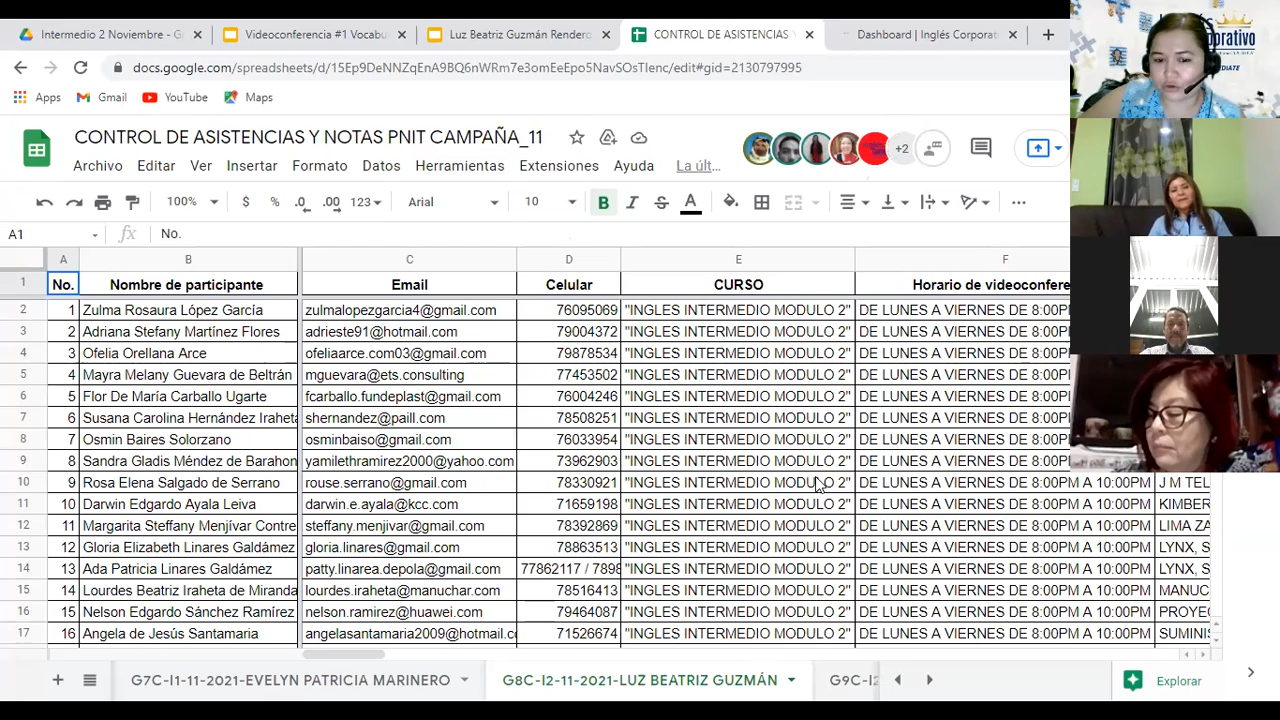 Intermedio 2 Noviembre - G
Videoconferencia #1 Vocabu
Luz Beatriz Guzmán Rendero
CONTROL DE ASISTENCIAS
Dashboard | Inglés Corporati
docs.google.com/spreadsheets/d/
/edit#gid=2130797995
Apps Gmail YouTube Maps
CONTROL DE ASISTENCIAS Y NOTAS PNIT CAMPAÑA_11
+2
Archivo Editar Ver Insertar Formato Datos Herramientas Extensiones Ayuda La últ...
100% $ % .0 .00 123 Arial 10 B I S A
A1 fx No.
A B C D E F
1 No. Nombre de participante Email Celular CURSO Horario de videoconfere
2 1 Zulma Rosaura López García zulmalopezgarcia4@gmail.com 76095069 "INGLES INTERMEDIO MODULO 2" DE LUNES A VIERNES DE 8:00P
3 2 Adriana Stefany Martínez Flores adrieste91@hotmail.com 79004372 "INGLES INTERMEDIO MODULO 2" DE LUNES A VIERNES DE 8:00P
4 3 Ofelia Orellana Arce ofeliaarce.com03@gmail.com 79878534 "INGLES INTERMEDIO MODULO 2" DE LUNES A VIERNES DE 8:00P
5 4 Mayra Melany Guevara de Beltrán mguevara@ets.consulting 77453502 "INGLES INTERMEDIO MODULO 2" DE LUNES A VIERNES DE 8:00P
6 5 Flor De María Carballo Ugarte fcarballo.fundeplast@gmail.com 76004246 "INGLES INTERMEDIO MODULO 2" DE LUNES A VIERNES DE 8:00P
7 6 Susana Carolina Hernández Iraheta shernandez@paill.com 78508251 "INGLES INTERMEDIO MODULO 2" DE LUNES A VIERNES DE 8:00P
8 7 Osmin Baires Solorzano osminbaiso@gmail.com 76033954 "INGLES INTERMEDIO MODULO 2" DE LUNES A VIERNES DE 8:00P
9 8 Sandra Gladis Méndez de Barahon yamilethramirez2000@yahoo.com 73962903 "INGLES INTERMEDIO MODULO 2" DE LUNES A VIERNES DE 8:00P
10 9 Rosa Elena Salgado de Serrano rouse.serrano@gmail.com 78330921 "INGLES INTERMEDIO MODULO 2" DE LUNES A VIERNES DE 8:00PM A 10:00PM J M TEL
11 10 Darwin Edgardo Ayala Leiva darwin.e.ayala@kcc.com 71659198 "INGLES INTERMEDIO MODULO 2" DE LUNES A VIERNES DE 8:00PM A 10:00PM KIMBER
12 11 Margarita Steffany Menjívar Contre steffany.menjivar@gmail.com 78392869 "INGLES INTERMEDIO MODULO 2" DE LUNES A VIERNES DE 8:00PM A 10:00PM LIMA ZA
13 12 Gloria Elizabeth Linares Galdámez gloria.linares@gmail.com 78863513 "INGLES INTERMEDIO MODULO 2" DE LUNES A VIERNES DE 8:00PM A 10:00PM LYNX, S
14 13 Ada Patricia Linares Galdámez patty.linarea.depola@gmail.com 77862117 / 7898 "INGLES INTERMEDIO MODULO 2" DE LUNES A VIERNES DE 8:00PM A 10:00PM LYNX, S
15 14 Lourdes Beatriz Iraheta de Miranda lourdes.iraheta@manuchar.com 78516413 "INGLES INTERMEDIO MODULO 2" DE LUNES A VIERNES DE 8:00PM A 10:00PM MANUC
16 15 Nelson Edgardo Sánchez Ramírez nelson.ramirez@huawei.com 79464087 "INGLES INTERMEDIO MODULO 2" DE LUNES A VIERNES DE 8:00PM A 10:00PM PROYE
17 16 Angela de Jesús Santamaria angelasantamaria2009@hotmail.c 71526674 "INGLES INTERMEDIO MODULO 2" DE LUNES A VIERNES DE 8:00PM A 10:00PM SUMINI
G7C-I1-11-2021-EVELYN PATRICIA MARINERO G8C-I2-11-2021-LUZ BEATRIZ GUZMÁN G9C-I2 Explorar